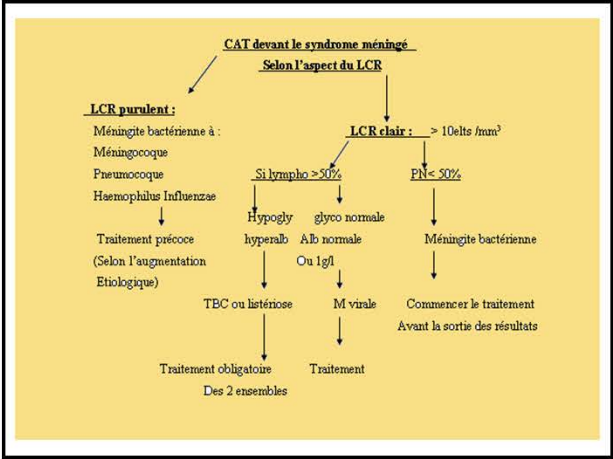 CAT devant le syndrome méningé
Selon l'aspect du LCR
LCR purulent :
Méningite bactérienne à :
Méningocoque
Pneumocoque
Haemophilus Influenzae
Traitement précoce
(Selon l'augmentation
Etiologique)
LCR clair : > 10elts /mm³
Si lympho >50%
PN< 50%
Hypogly
hyperalb
glyco normale
Alb normale
Ou 1g/l
Méningite bactérienne
TBC ou listériose
M virale
Commencer le traitement
Avant la sortie des résultats
Traitement obligatoire
Des 2 ensembles
Traitement